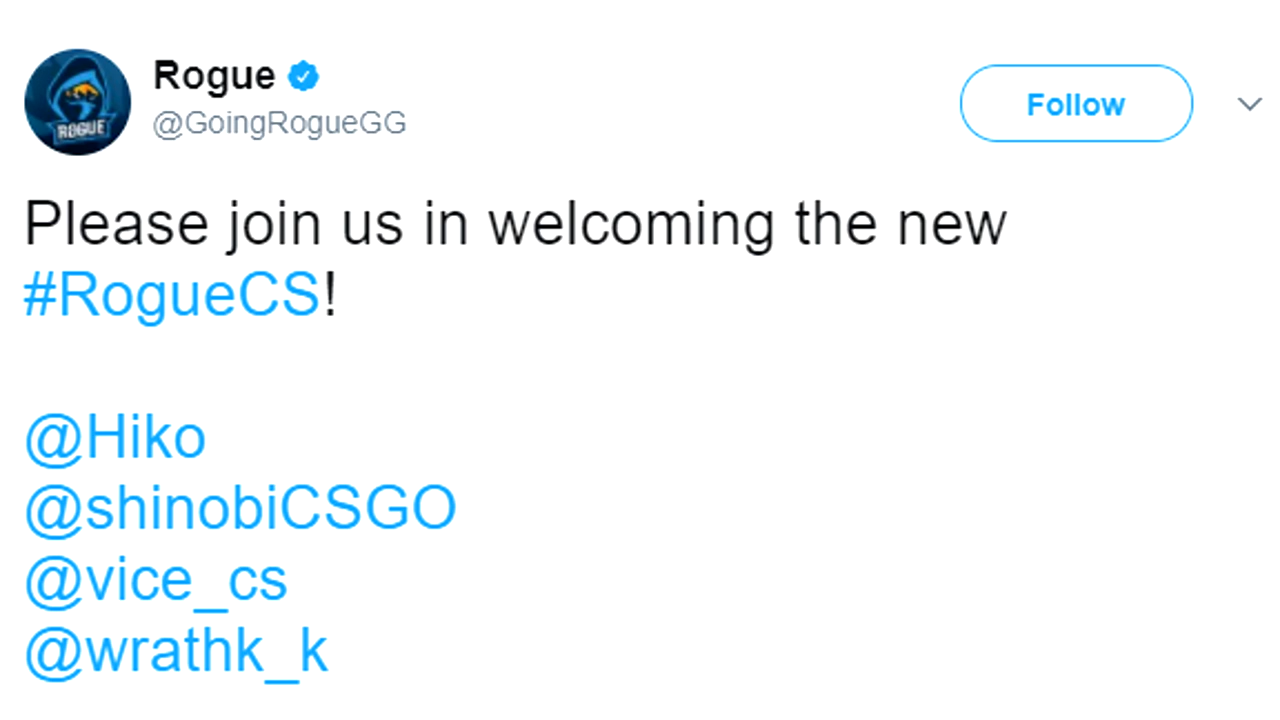 Rogue
@GoingRogueGG
ROGUE
Follow
Please join us in welcoming the new
#RogueCS!
@Hiko
@shinobiCSGO
@vice_cs
@wrathk_k